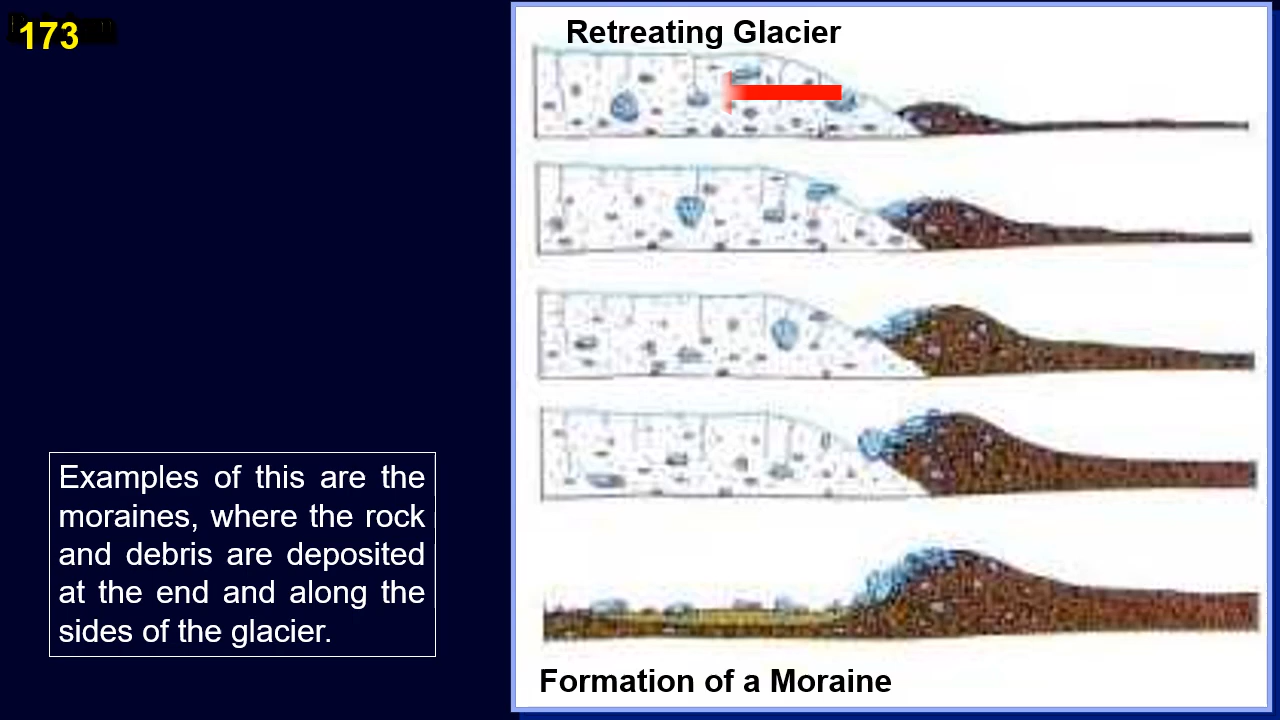 173
Retreating Glacier
Examples of this are the
moraines, where the rock
and debris are deposited
at the end and along the
sides of the glacier.
Formation of a Moraine